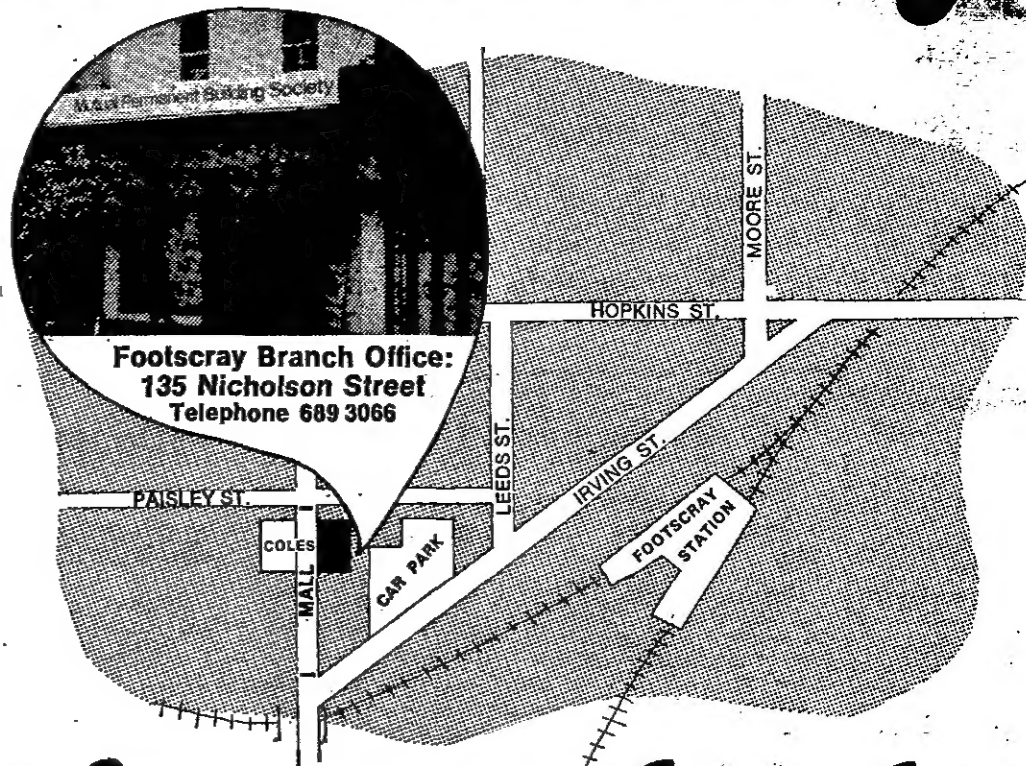 Mutual Permanent Building Society
Footscray Branch Office:
135 Nicholson Street
Telephone 689 3066
MOORE ST.
HOPKINS ST.
LEEDS ST.
IRVING ST.
PAISLEY ST.
FOOTSCRAY
STATION
COLES
MALL
CAR PARK